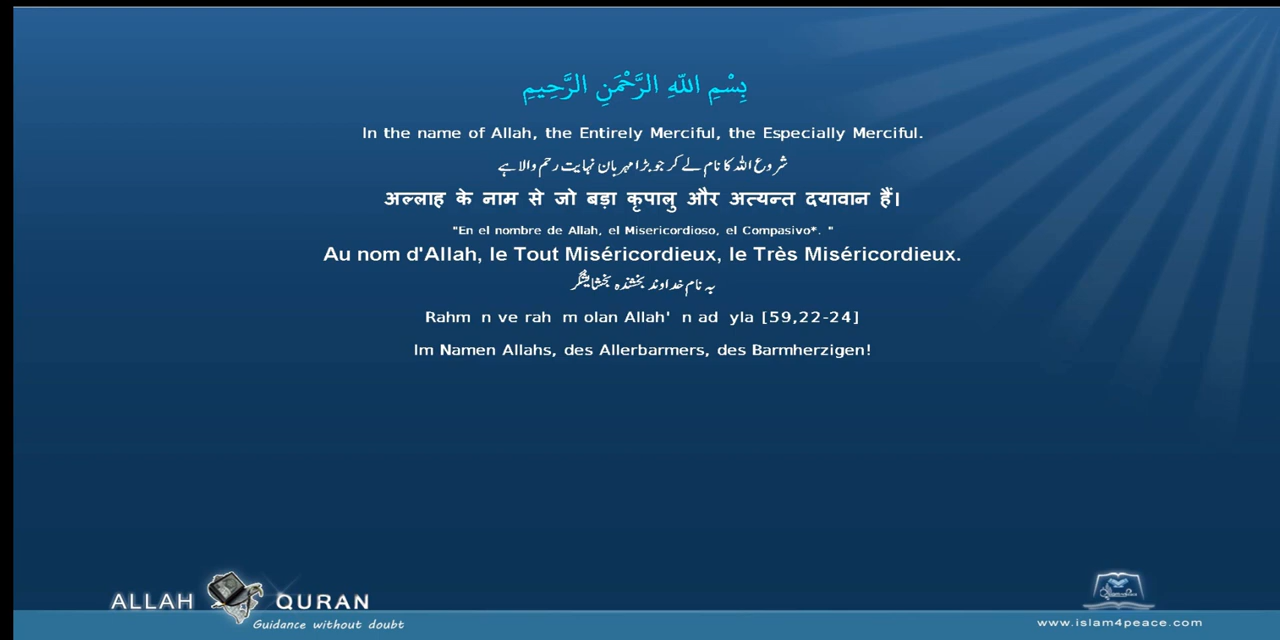 بِسْمِ اللّٰهِ الرَّحْمَنِ الرَّحِيمِ
In the name of Allah, the Entirely Merciful, the Especially Merciful.
شروع اللہ کا نام لے کر جو بڑا مہربان نہایت رحم والا ہے
अल्लाह के नाम से जो बड़ा कृपालु और अत्यन्त दयावान हैं।
"En el nombre de Allah, el Misericordioso, el Compasivo*. "
Au nom d'Allah, le Tout Miséricordieux, le Très Miséricordieux.
به نام خداوند بخشنده بخشایشگر
Rahm n ve rah m olan Allah' n ad yla [59,22-24]
Im Namen Allahs, des Allerbarmers, des Barmherzigen!
ALLAH QURAN
Guidance without doubt
www.islam4peace.com